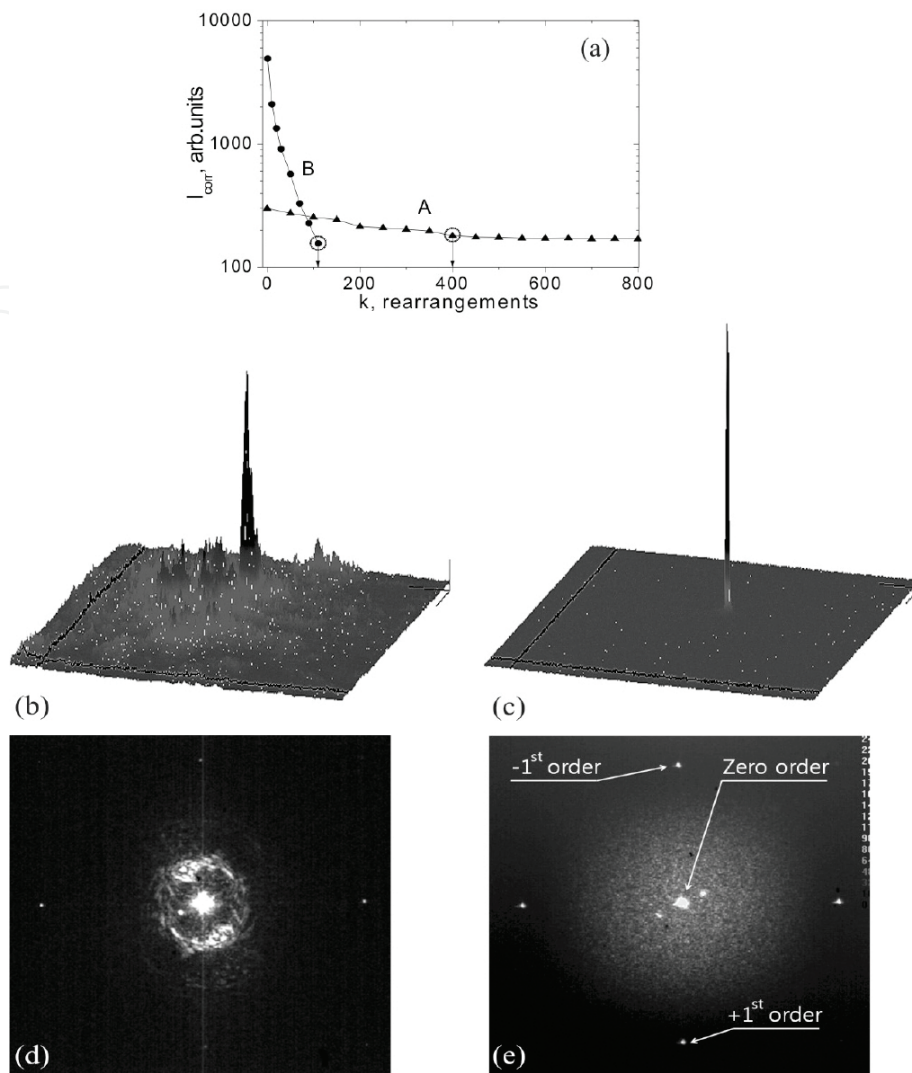 (a)
10000
1000
100
I_corr, arb.units
B
A
0 200 400 600 800
k, rearrangements
(b)
(c)
-1st order
Zero order
+1st order
(d)
(e)